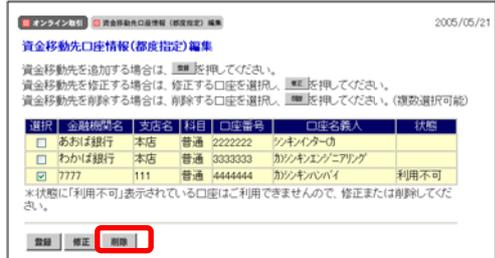 オンライン取引 資金移動先口座情報（都度指定）編集 2005/05/21
資金移動先口座情報（都度指定）編集
資金移動先を追加する場合は、登録を押してください。
資金移動先を修正する場合は、修正する口座を選択し、修正を押してください。
資金移動先を削除する場合は、削除する口座を選択し、削除を押してください。（複数選択可能）
選択 金融機関名 支店名 科目 口座番号 口座名義人 状態
あおば銀行 本店 普通 2222222 シンキインターカ
わかば銀行 本店 普通 3333333 カ)シンキエンジニアリング
7777 111 普通 4444444 カ)シンキハンバイ 利用不可
＊状態に「利用不可」表示されている口座はご利用できませんので、修正または削除してくだ
さい。
登録 修正 削除